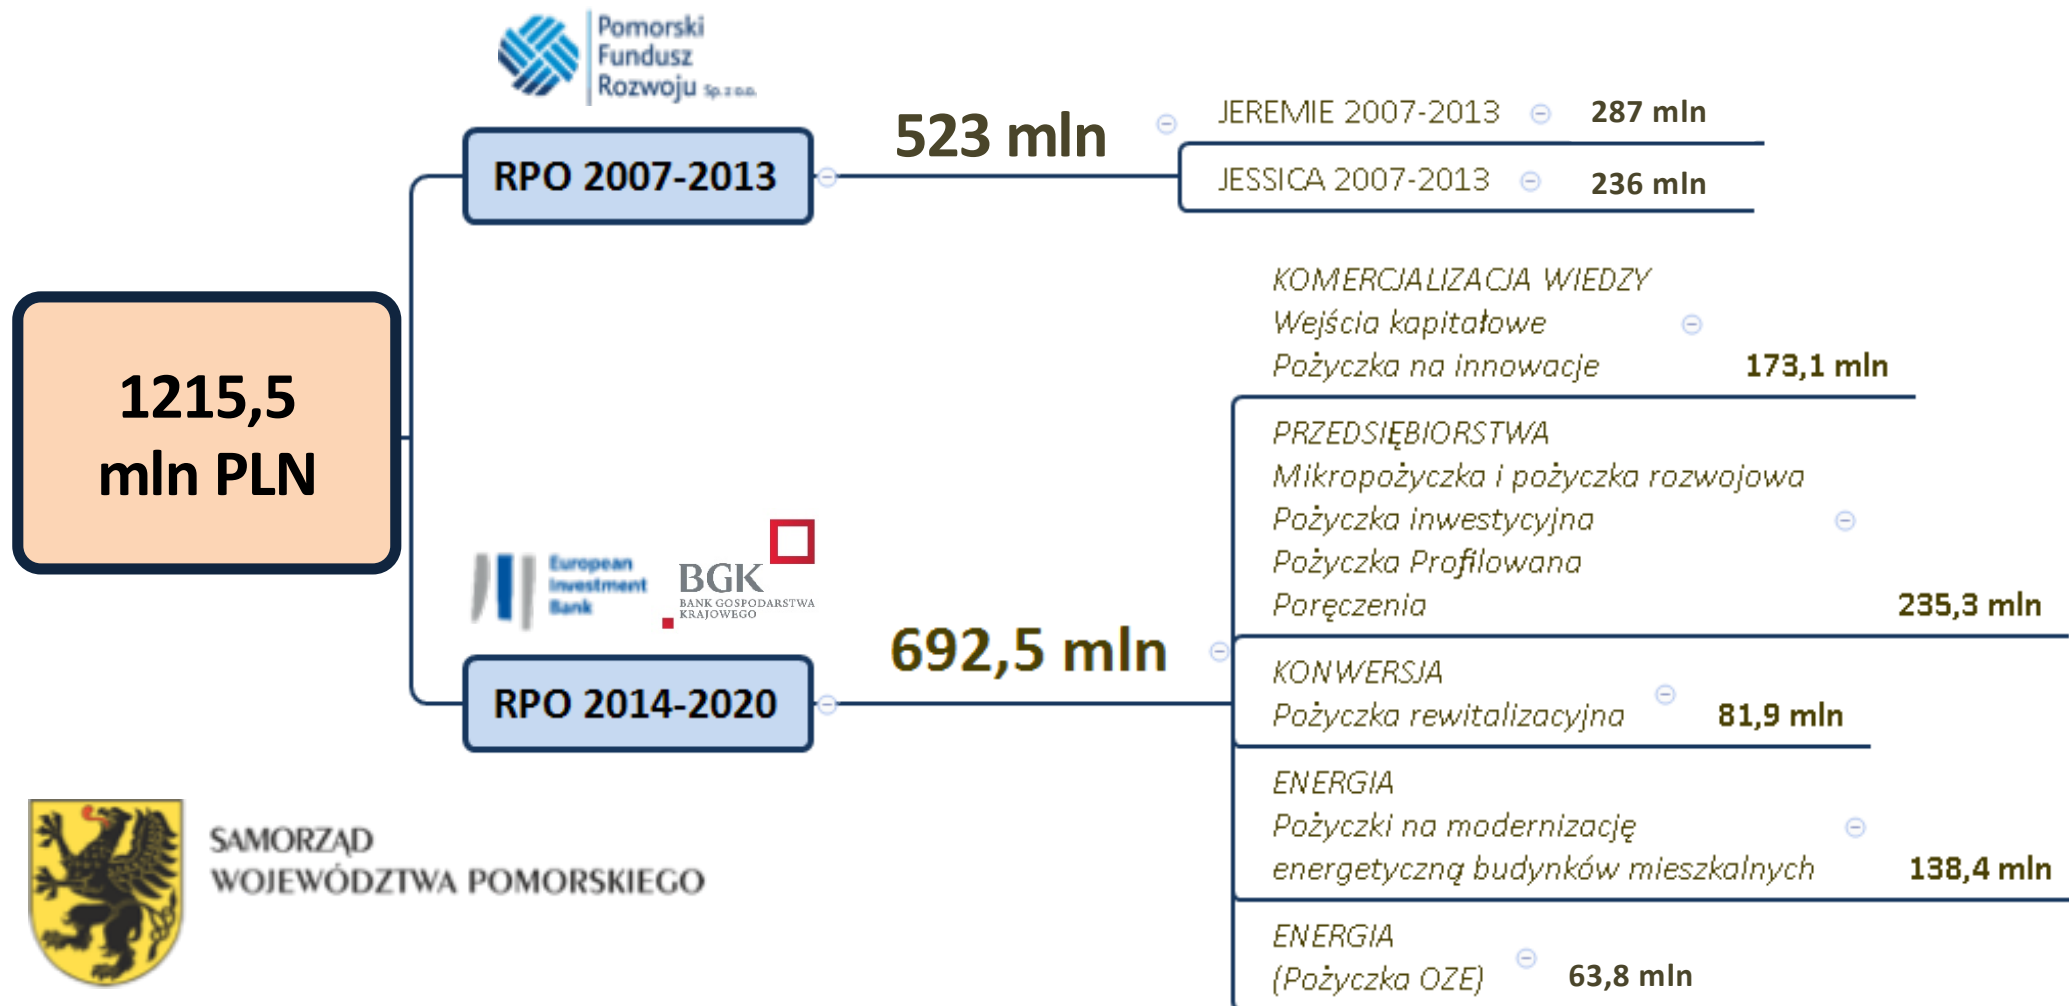 Pomorski
Fundusz
Rozwoju Sp. z o.o.
RPO 2007-2013
523 mln
JEREMIE 2007-2013 287 mln
JESSICA 2007-2013 236 mln
1215,5
mln PLN
European
Investment
Bank
BGK
BANK GOSPODARSTWA
KRAJOWEGO
RPO 2014-2020
692,5 mln
KOMERCJALIZACJA WIEDZY
Wejścia kapitałowe
Pożyczka na innowacje 173,1 mln
PRZEDSIĘBIORSTWA
Mikropożyczka i pożyczka rozwojowa
Pożyczka inwestycyjna
Pożyczka Profilowana
Poręczenia 235,3 mln
KONWERSJA
Pożyczka rewitalizacyjna 81,9 mln
ENERGIA
Pożyczki na modernizację
energetyczną budynków mieszkalnych 138,4 mln
ENERGIA
(Pożyczka OZE) 63,8 mln
SAMORZĄD
WOJEWÓDZTWA POMORSKIEGO